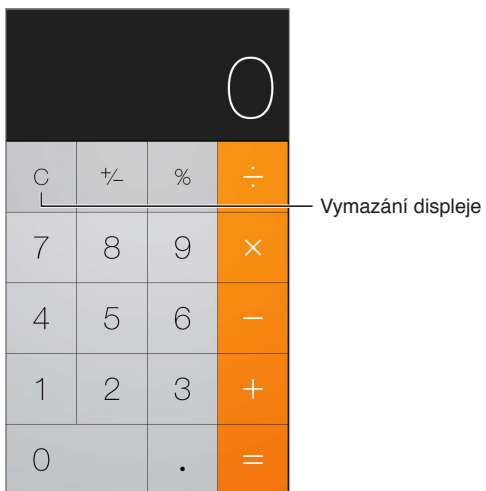 0
C +/− % ÷
Vymazání displeje
7 8 9 ×
4 5 6 −
1 2 3 +
0 . =